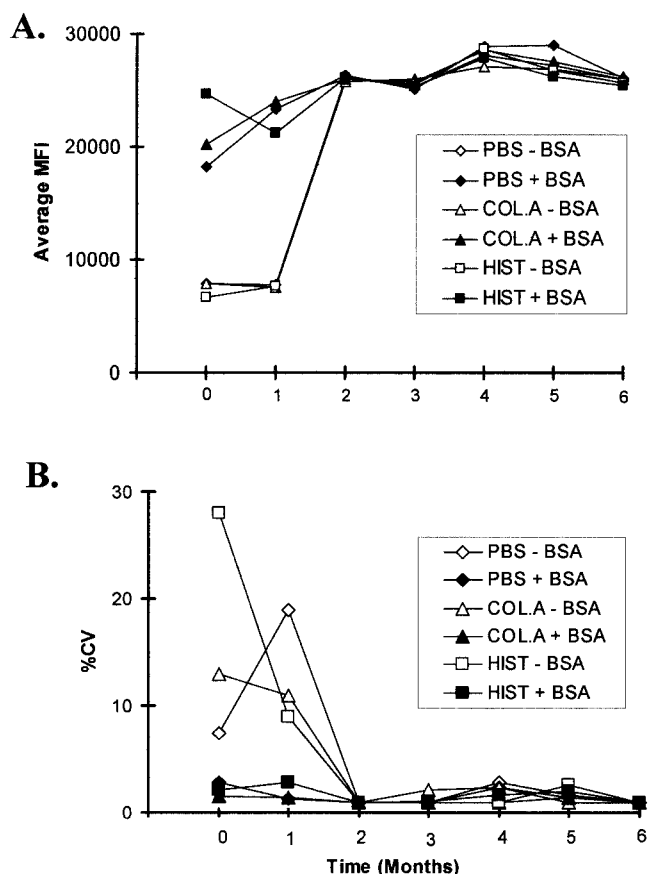 A.
30000
20000
10000
0
Average MFI
PBS - BSA
PBS + BSA
COL.A - BSA
COL.A + BSA
HIST - BSA
HIST + BSA
0 1 2 3 4 5 6
B.
30
20
10
0
%CV
PBS - BSA
PBS + BSA
COL.A - BSA
COL.A + BSA
HIST - BSA
HIST + BSA
0 1 2 3 4 5 6
Time (Months)